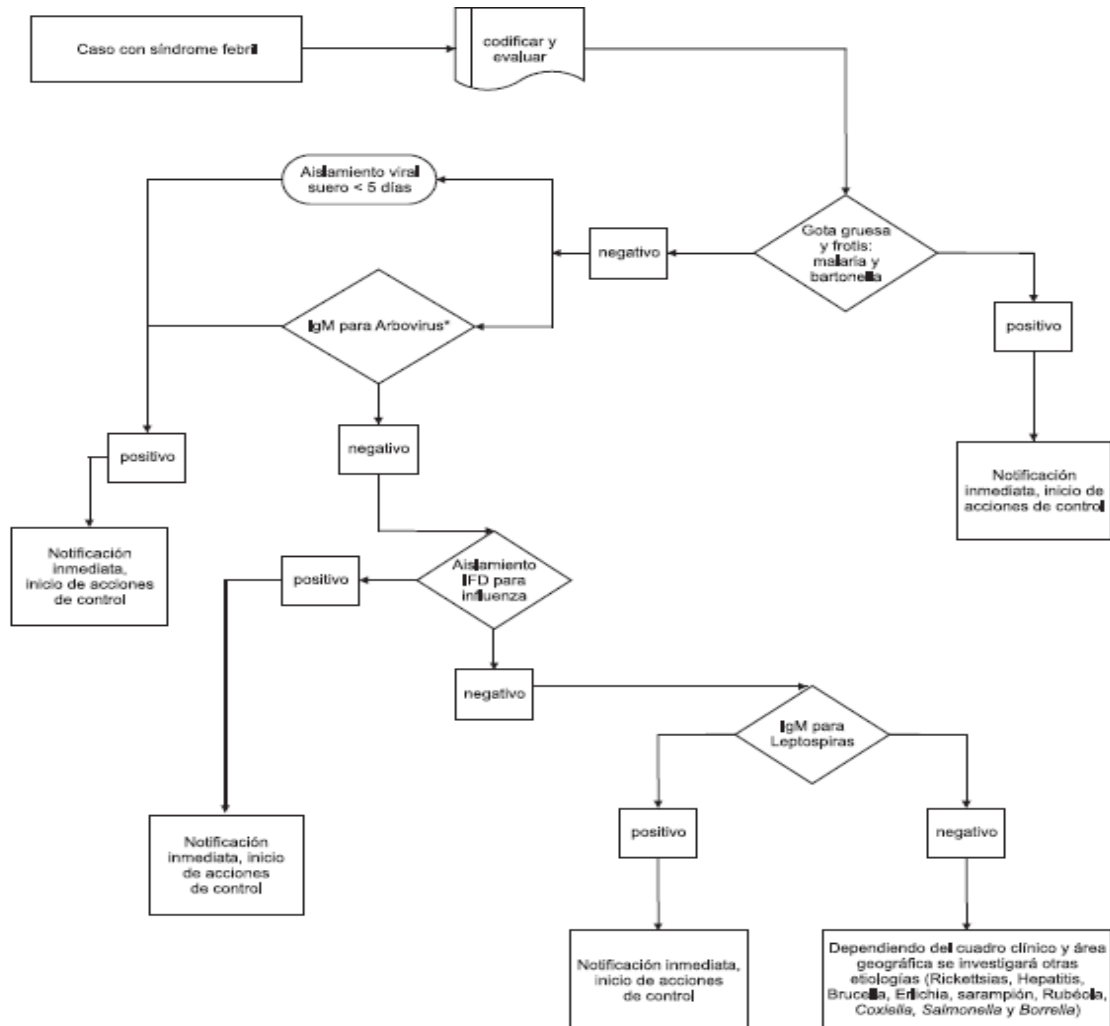 Caso con síndrome febril
codificar y
evaluar
Aislamiento viral
suero < 5 días
Gota gruesa
y frotis:
malaria y
bartonella
negativo
positivo
IgM para Arbovirus*
positivo
negativo
Notificación
inmediata, inicio de
acciones de control
Notificación
inmediata,
inicio de acciones
de control
Aislamiento
IFD para
influenza
positivo
negativo
IgM para
Leptospiras
Notificación
inmediata, inicio
de acciones
de control
positivo
negativo
Notificación inmediata,
inicio de acciones
de control
Dependiendo del cuadro clínico y área
geográfica se investigará otras
etiologías (Rickettsias, Hepatitis,
Brucella, Erlichia, sarampión, Rubéola,
Coxiella, Salmonella y Borrella)